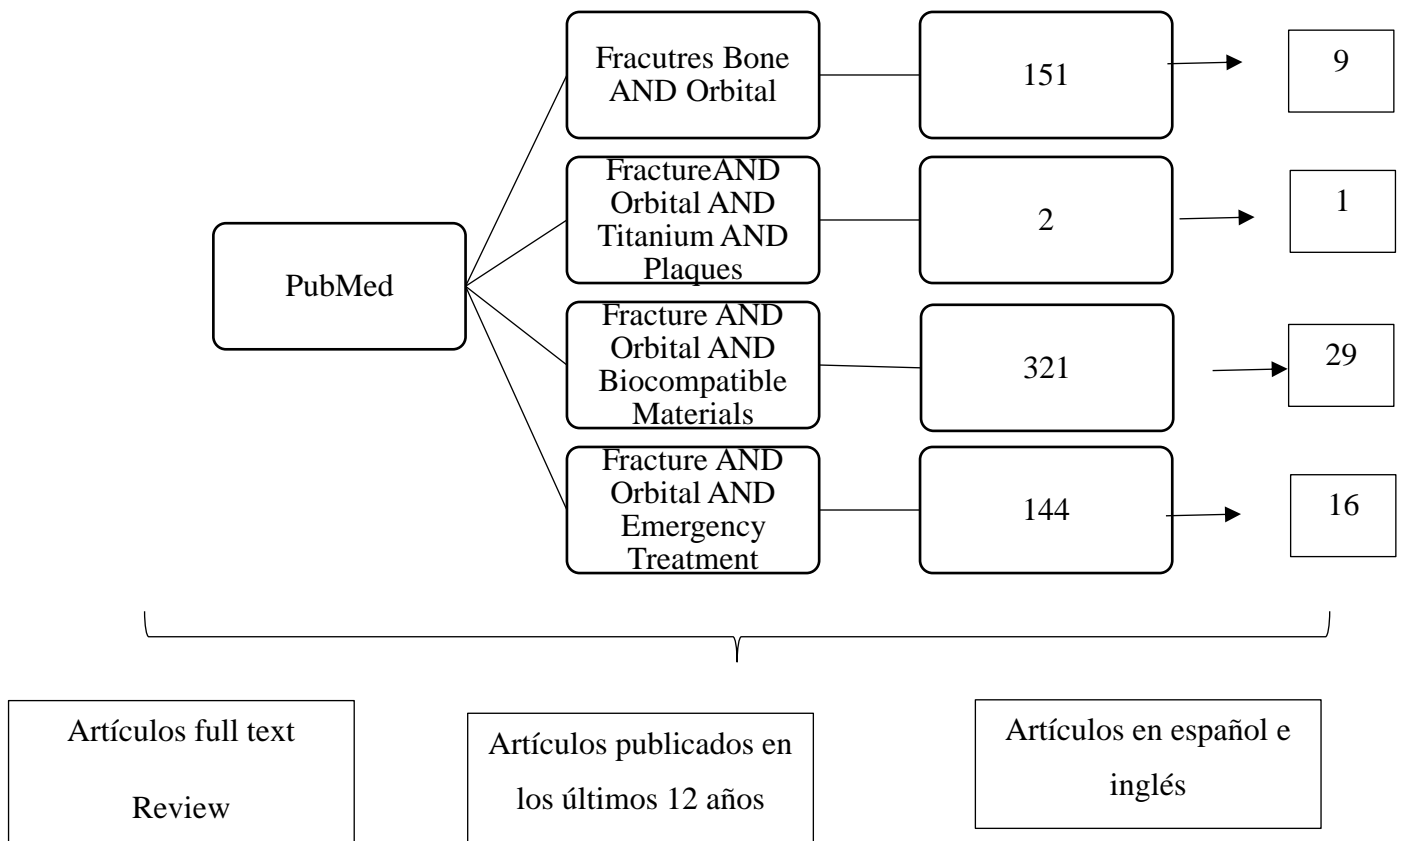 PubMed
Fracutres Bone
AND Orbital
151
9
FractureAND
Orbital AND
Titanium AND
Plaques
2
1
Fracture AND
Orbital AND
Biocompatible
Materials
321
29
Fracture AND
Orbital AND
Emergency
Treatment
144
16
Artículos full text
Review
Artículos publicados en
los últimos 12 años
Artículos en español e
inglés